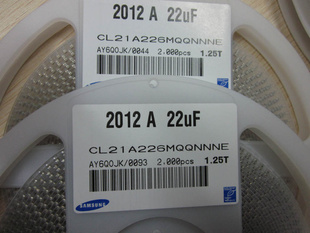 2012 A 22uF
CL21A226MQQNNNE
AY6Q0JK/0044 2.000pcs 1.25T
2012 A 22uF
CL21A226MQQNNNE
AY6Q0JK/0093 2.000pcs 1.25T
SAMSUNG